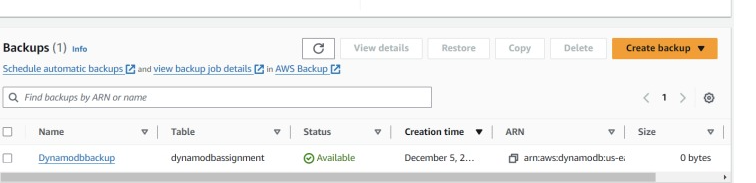 Backups (1) Info
View details Restore Copy Delete Create backup
Schedule automatic backups and view backup job details in AWS Backup
Find backups by ARN or name
1
Name Table Status Creation time ARN Size
Dynamodbbackup dynamodbassignment Available December 5, 2... arn:aws:dynamodb:us-ea 0 bytes